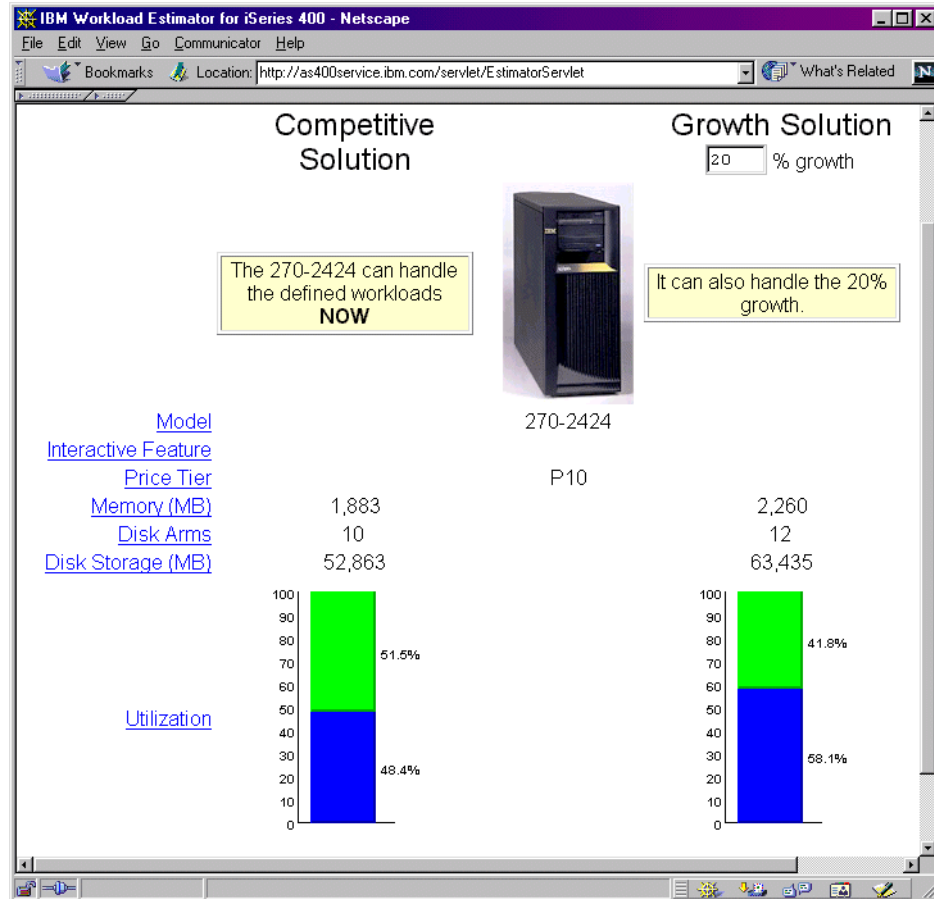 IBM Workload Estimator for iSeries 400 - Netscape
File Edit View Go Communicator Help
Bookmarks Location: http://as400service.ibm.com/servlet/EstimatorServlet What's Related N
Competitive
Solution
Growth Solution
20 % growth
IBM
The 270-2424 can handle
the defined workloads
NOW
It can also handle the 20%
growth.
Model 270-2424
Interactive Feature
Price Tier P10
Memory (MB) 1,883 2,260
Disk Arms 10 12
Disk Storage (MB) 52,863 63,435
Utilization
100
90
80
70
60
50
40
30
20
10
0
51.5%
48.4%
100
90
80
70
60
50
40
30
20
10
0
41.8%
58.1%